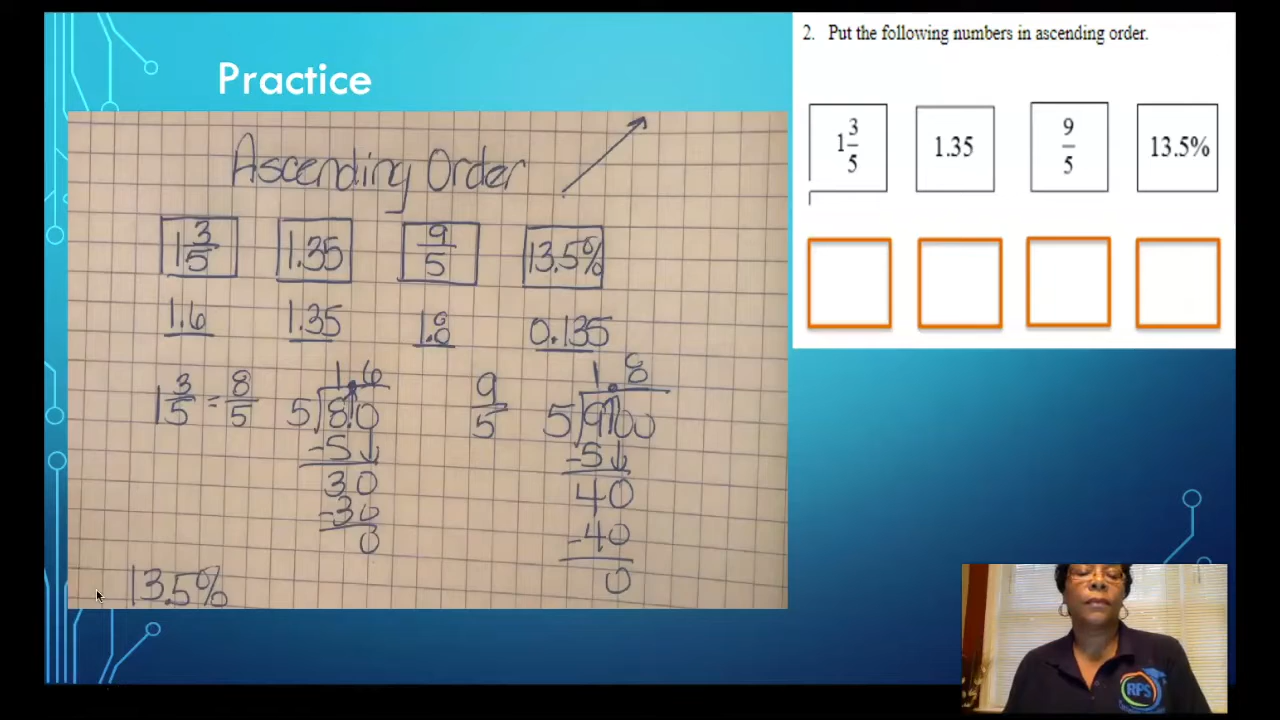 Practice
2. Put the following numbers in ascending order.
1 3/5 1.35 9/5 13.5%
Ascending Order
1 3/5 1.35 9/5 13.5%
1.6 1.35 1.8 0.135
1 3/5 = 8/5
1.6
5 8.0
-5
30
-30
0
9/5
1.8
5 9.00
-5
40
-40
0
13.5%
RPS